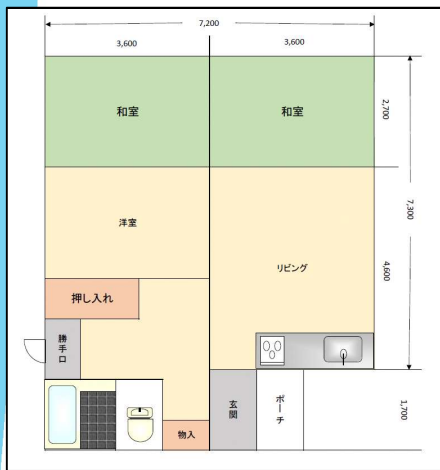 7,200
3,600
3,600
和室
和室
2,700
洋室
7,300
リビング
4,600
押し入れ
勝手口
玄関
ポーチ
1,700
物入